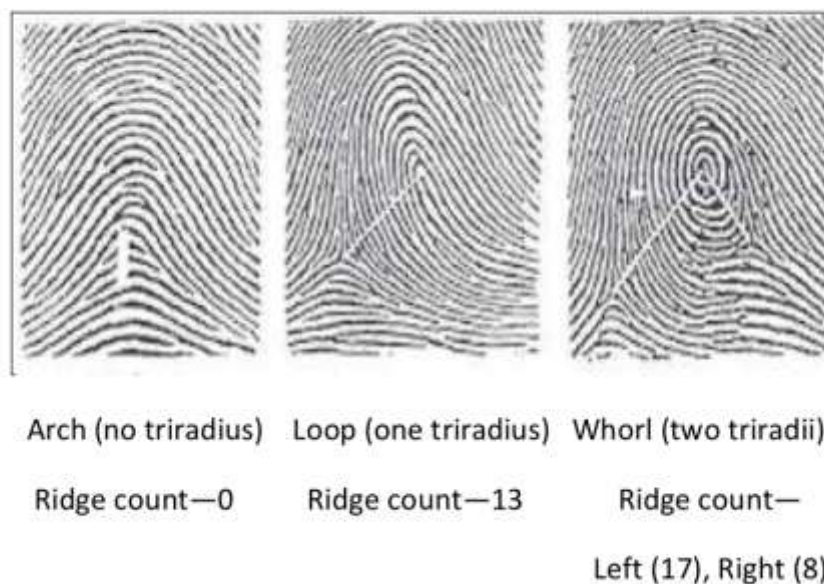 Arch (no triradius) Loop (one triradius) Whorl (two triradii)
Ridge count—0 Ridge count—13 Ridge count—
Left (17), Right (8)